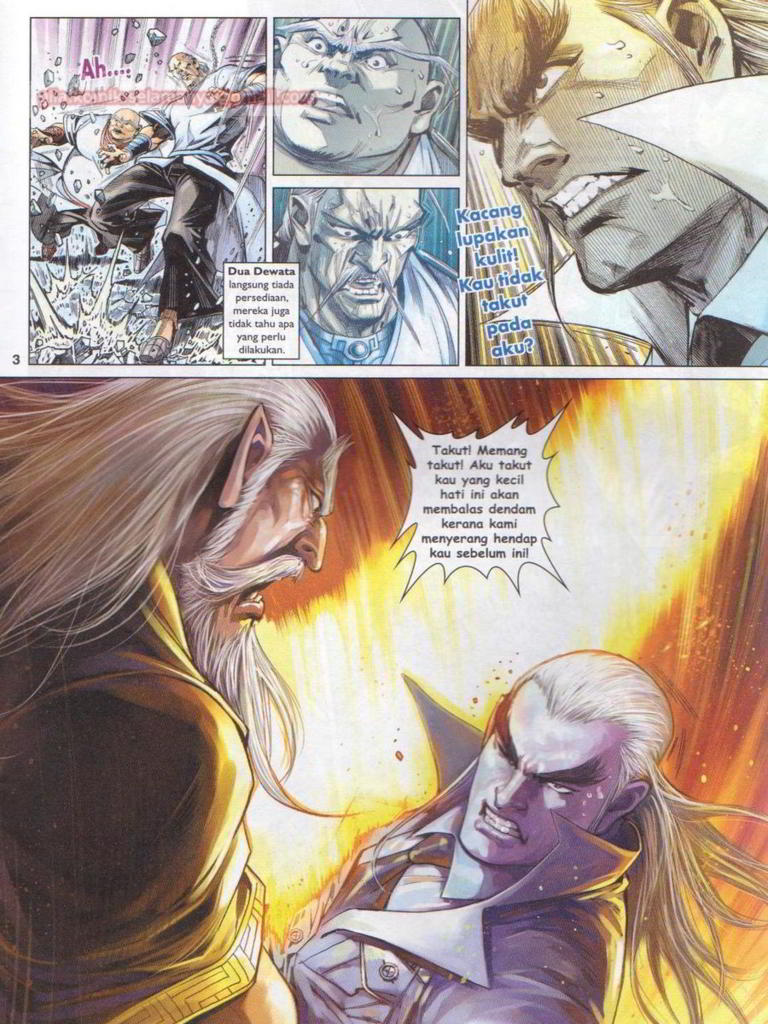 Ah....
Dua Dewata
langsung tiada
persediaan,
mereka juga
tidak tahu apa
yang perlu
dilakukan.
Kacang
lupakan
kulit!
Kau tidak
takut
pada
aku?
3
Takut! Memang
takut! Aku takut
kau yang kecil
hati ini akan
membalas dendam
kerana kami
menyerang hendap
kau sebelum ini!